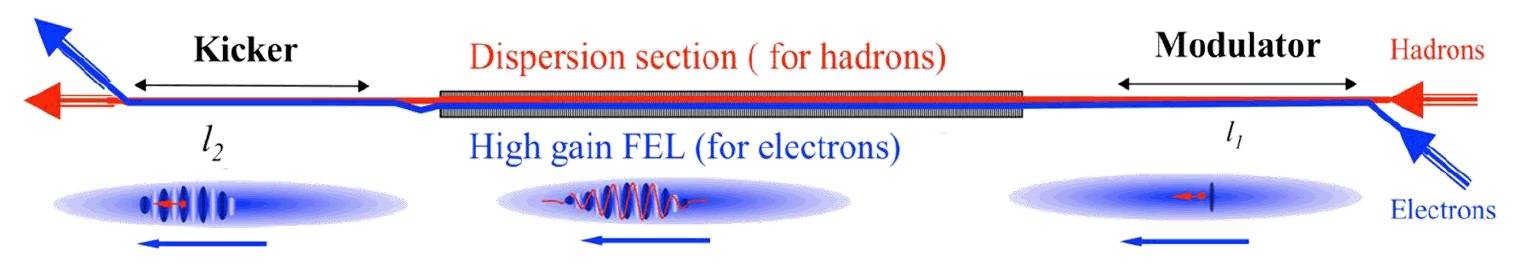 Kicker
Dispersion section ( for hadrons)
Modulator
Hadrons
l2
High gain FEL (for electrons)
l1
Electrons